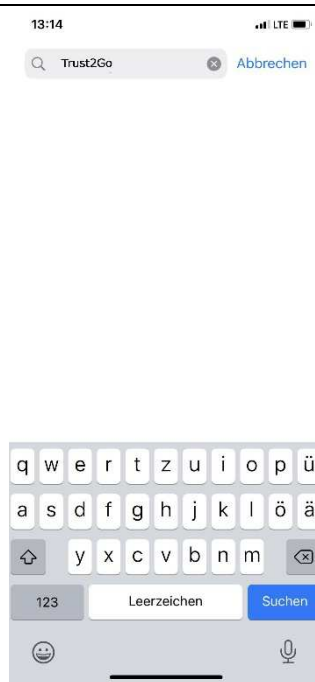 13:14 LTE
Trust2Go Abbrechen
q w e r t z u i o p ü
a s d f g h j k l ö ä
y x c v b n m
123 Leerzeichen Suchen